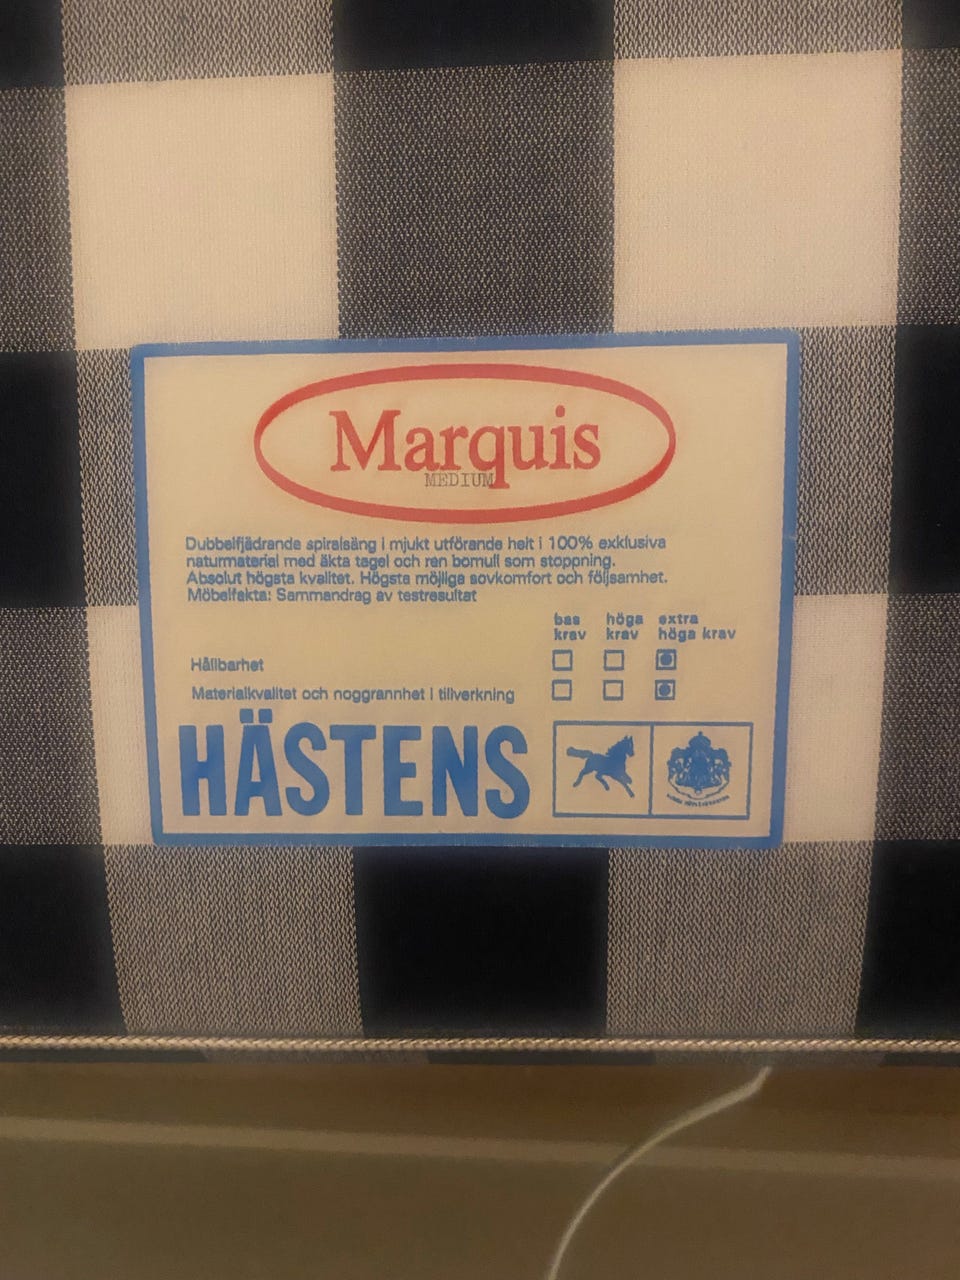 Marquis
MEDIUM
Dubbelfjädrande spiralsäng i mjukt utförande helt i 100% exklusiva
naturmaterial med äkta tagel och ren bomull som stoppning.
Absolut högsta kvalitet. Högsta möjliga sovkomfort och följsamhet.
Möbelfakta: Sammandrag av testresultat
bas höga extra
krav krav höga krav
Hållbarhet
Materialkvalitet och noggrannhet i tillverkning
HÄSTENS